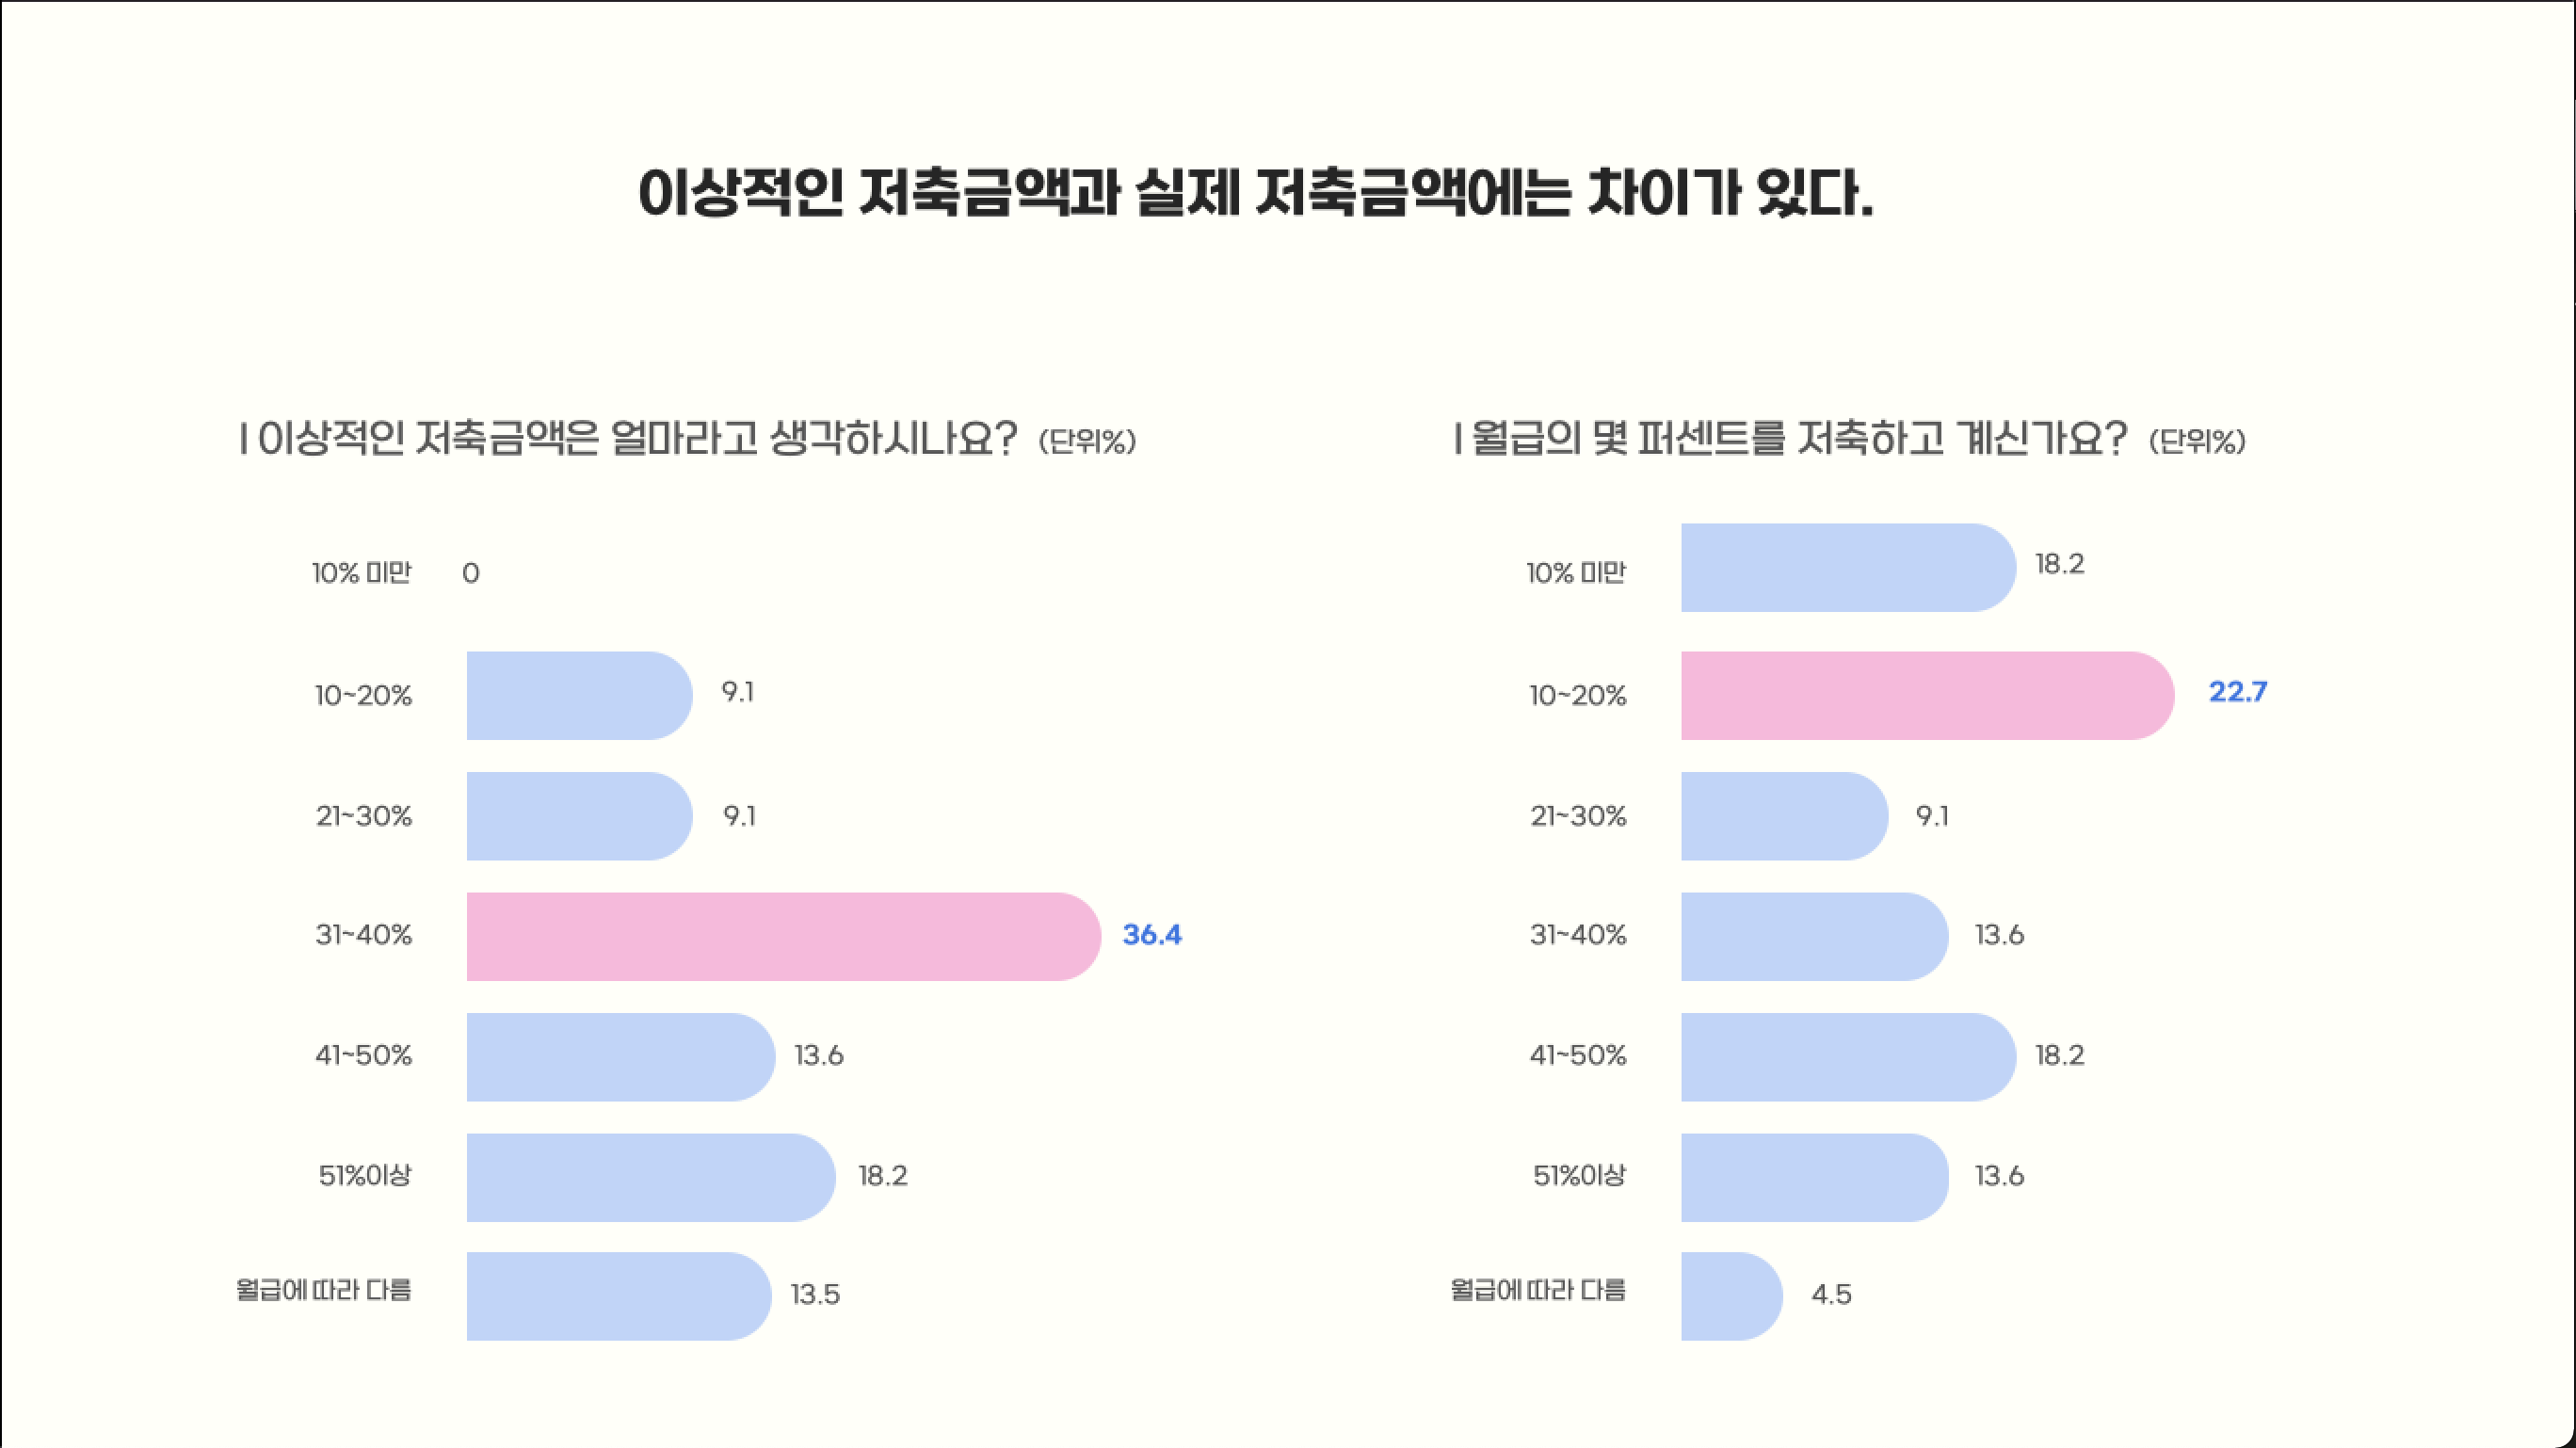 이상적인 저축금액과 실제 저축금액에는 차이가 있다.
| 이상적인 저축금액은 얼마라고 생각하시나요? (단위%)
10% 미만 0
10~20% 9.1
21~30% 9.1
31~40% 36.4
41~50% 13.6
51%이상 18.2
월급에 따라 다름 13.5
| 월급의 몇 퍼센트를 저축하고 계신가요? (단위%)
10% 미만 18.2
10~20% 22.7
21~30% 9.1
31~40% 13.6
41~50% 18.2
51%이상 13.6
월급에 따라 다름 4.5